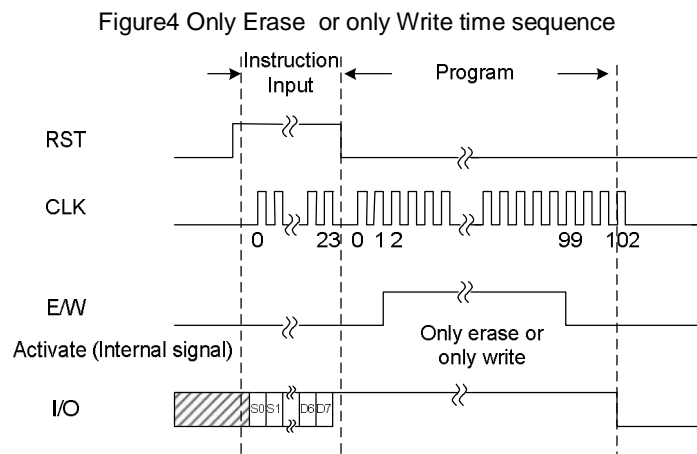 Figure4 Only Erase or only Write time sequence
Instruction
Input
Program
RST
CLK
0 23 0 1 2 99 102
E/W
Activate (Internal signal)
Only erase or
only write
I/O
S0 S1 D6 D7